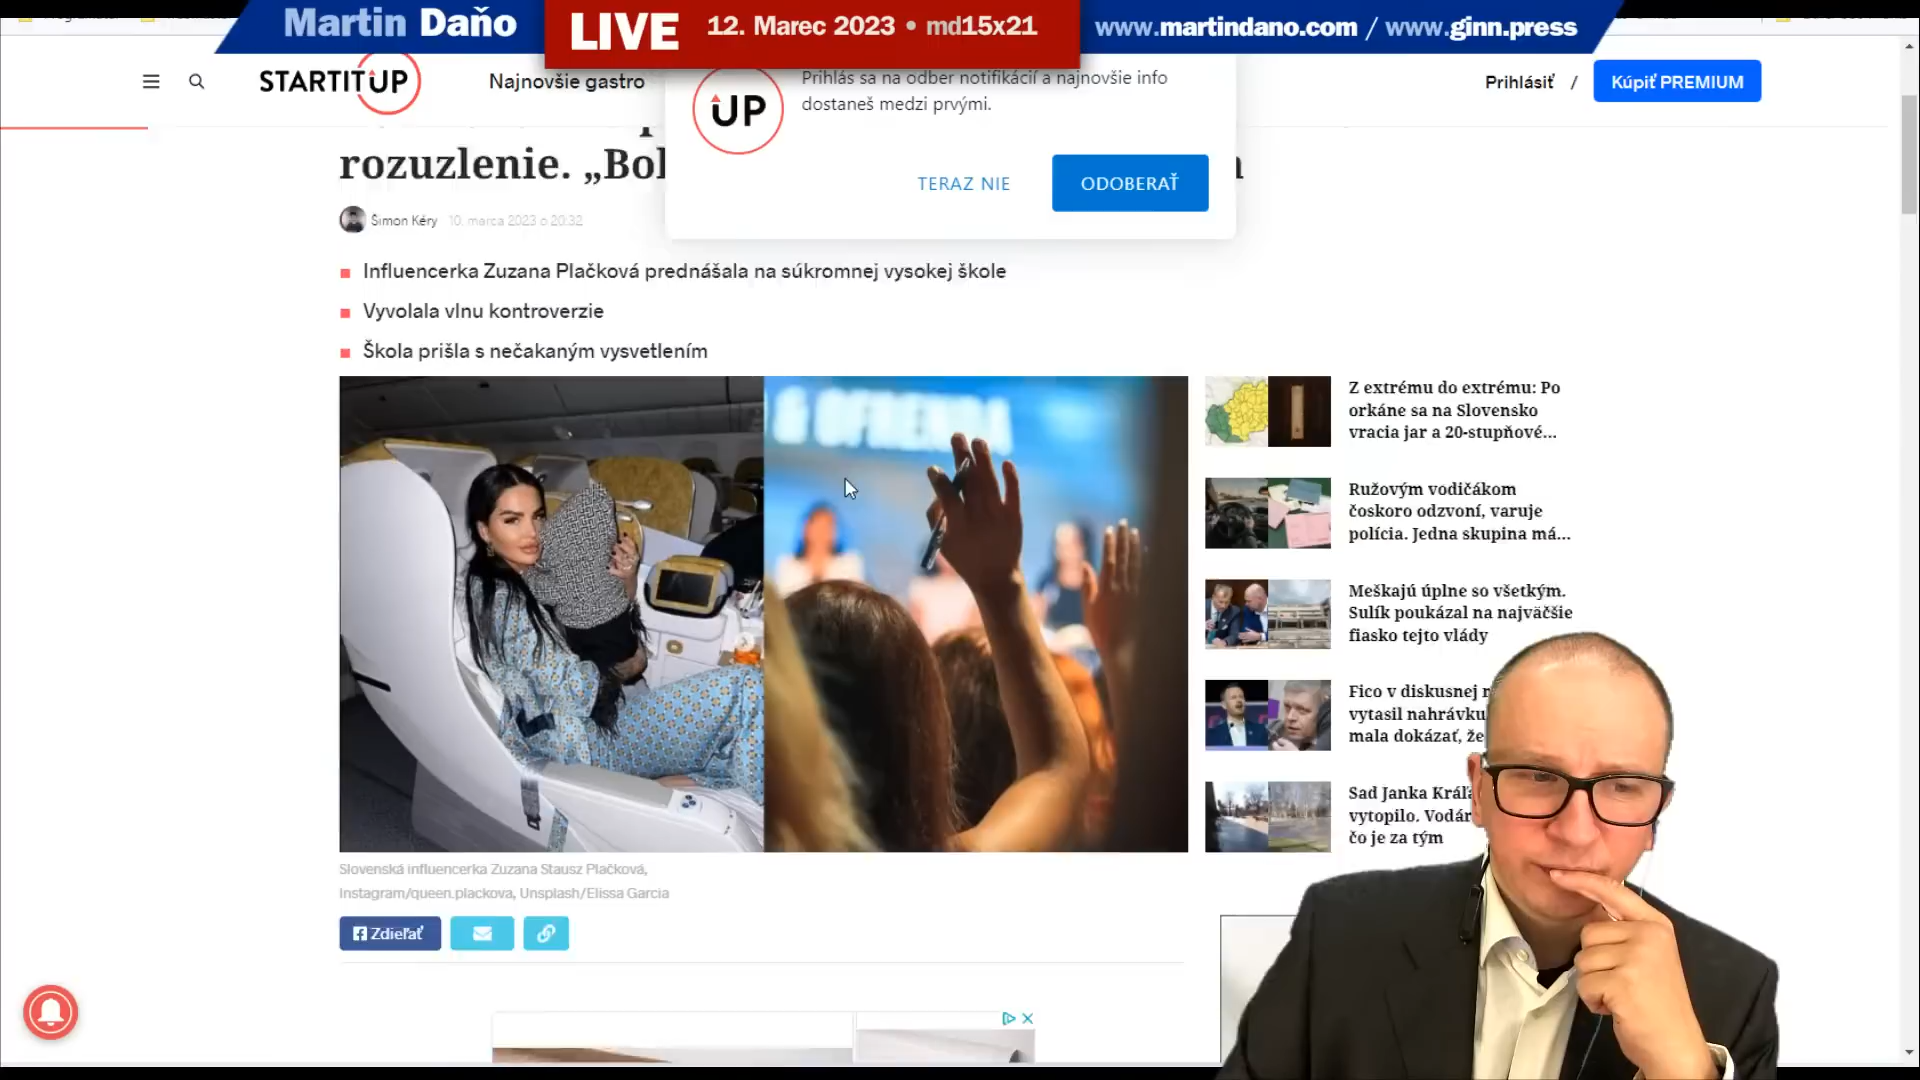 Martin Daňo
LIVE
12. Marec 2023 • md15x21
www.martindano.com / www.ginn.press
STARTITUP
Najnovšie gastro
Prihlás sa na odber notifikácií a najnovšie info
dostaneš medzi prvými.
UP
TERAZ NIE
ODOBERAŤ
Prihlásiť /
Kúpiť PREMIUM
rozuzlenie. „Bol
Šimon Kéry 10. marca 2023 o 20:32
Influencerka Zuzana Plačková prednášala na súkromnej vysokej škole
Vyvolala vlnu kontroverzie
Škola prišla s nečakaným vysvetlením
& OFRENDA
Slovenská influencerka Zuzana Stausz Plačková,
Instagram/queen.plackova, Unsplash/Elissa Garcia
Zdieľať
Z extrému do extrému: Po
orkáne sa na Slovensko
vracia jar a 20-stupňové...
Ružovým vodičákom
čoskoro odzvoní, varuje
polícia. Jedna skupina má...
Meškajú úplne so všetkým.
Sulík poukázal na najväčšie
fiasko tejto vlády
Fico v diskusnej
vytasil nahrávku
mala dokázať, že
Sad Janka Kráľa
vytopilo. Vodár
čo je za tým